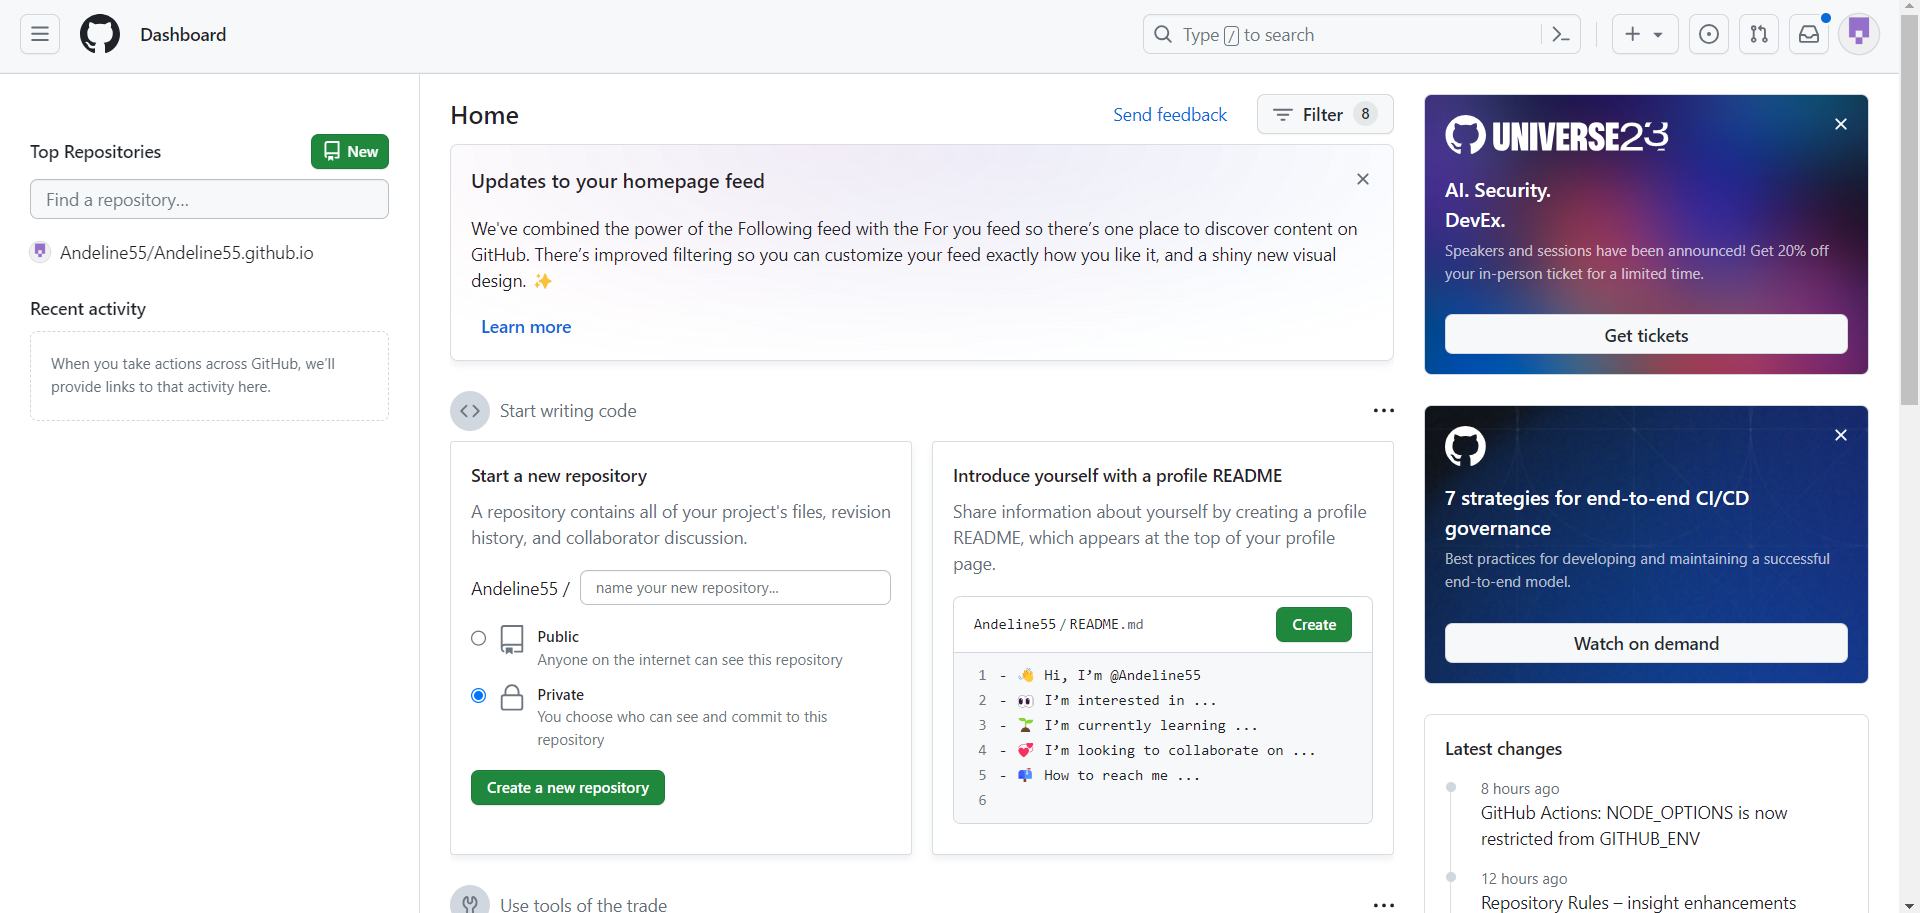 Dashboard
Type / to search
Top Repositories
New
Find a repository...
Andeline55/Andeline55.github.io
Recent activity
When you take actions across GitHub, we'll
provide links to that activity here.
Home
Send feedback
Filter 8
Updates to your homepage feed
We've combined the power of the Following feed with the For you feed so there's one place to discover content on
GitHub. There's improved filtering so you can customize your feed exactly how you like it, and a shiny new visual
design. ✨
Learn more
Start writing code
Start a new repository
A repository contains all of your project's files, revision
history, and collaborator discussion.
Andeline55 / name your new repository...
Public
Anyone on the internet can see this repository
Private
You choose who can see and commit to this
repository
Create a new repository
Introduce yourself with a profile README
Share information about yourself by creating a profile
README, which appears at the top of your profile
page.
Andeline55 / README.md
Create
1 - 👋 Hi, I'm @Andeline55
2 - 👀 I'm interested in ...
3 - 🌱 I'm currently learning ...
4 - 💞️ I'm looking to collaborate on ...
5 - 📫 How to reach me ...
6
Use tools of the trade
UNIVERSE23
AI. Security.
DevEx.
Speakers and sessions have been announced! Get 20% off
your in-person ticket for a limited time.
Get tickets
7 strategies for end-to-end CI/CD
governance
Best practices for developing and maintaining a successful
end-to-end model.
Watch on demand
Latest changes
8 hours ago
GitHub Actions: NODE_OPTIONS is now
restricted from GITHUB_ENV
12 hours ago
Repository Rules – insight enhancements